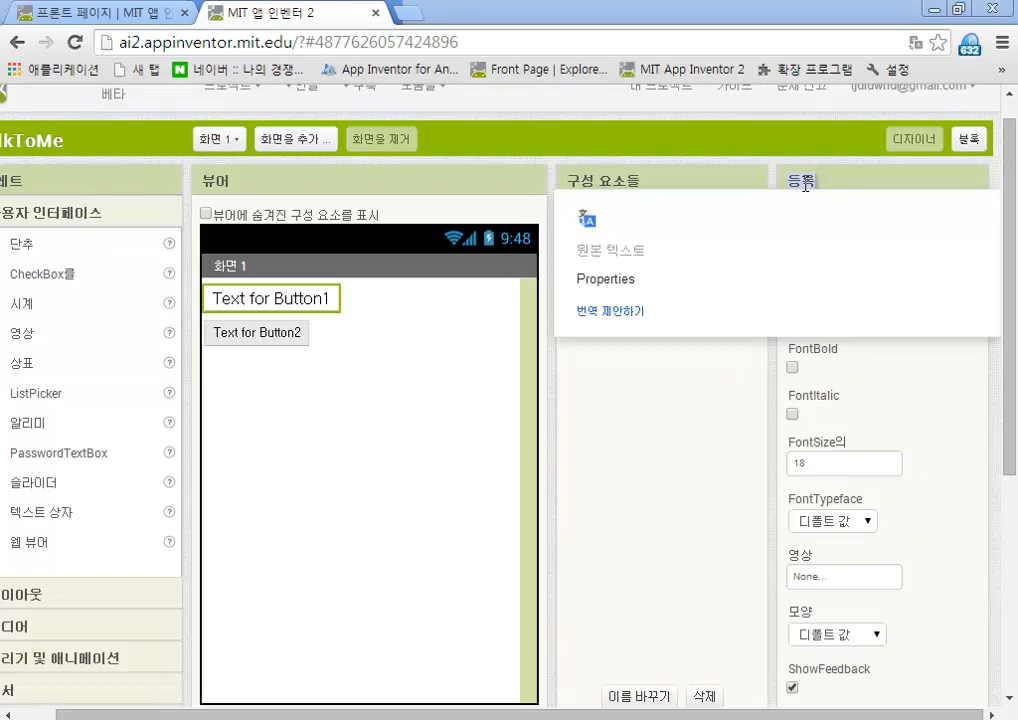 프론트 페이지 | MIT 앱 인
MIT 앱 인벤터 2
ai2.appinventor.mit.edu/?#4877626057424896
632
애플리케이션
새 탭
네이버 :: 나의 경쟁...
App Inventor for An...
Front Page | Explore...
MIT App Inventor 2
확장 프로그램
설정
»
베타
lkToMe
화면 1
화면을 추가 ...
화면을 제거
디자이너
블록
레트
뷰어
구성 요소들
용자 인터페이스
단추
CheckBox를
시계
영상
상표
ListPicker
알리미
PasswordTextBox
슬라이더
텍스트 상자
웹 뷰어
이아웃
디어
리기 및 애니메이션
서
뷰어에 숨겨진 구성 요소를 표시
9:48
화면 1
Text for Button1
Text for Button2
원본 텍스트
Properties
번역 제안하기
이름 바꾸기
삭제
FontBold
FontItalic
FontSize의
18
FontTypeface
디폴트 값
영상
None...
모양
디폴트 값
ShowFeedback